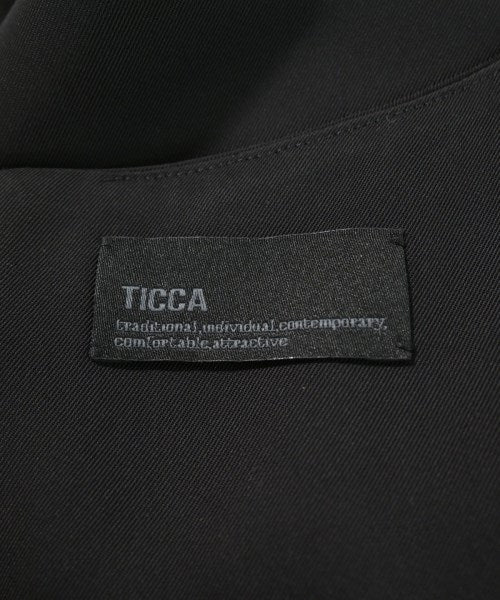 TICCA
traditional,individual,contemporary,
comfortable,attractive